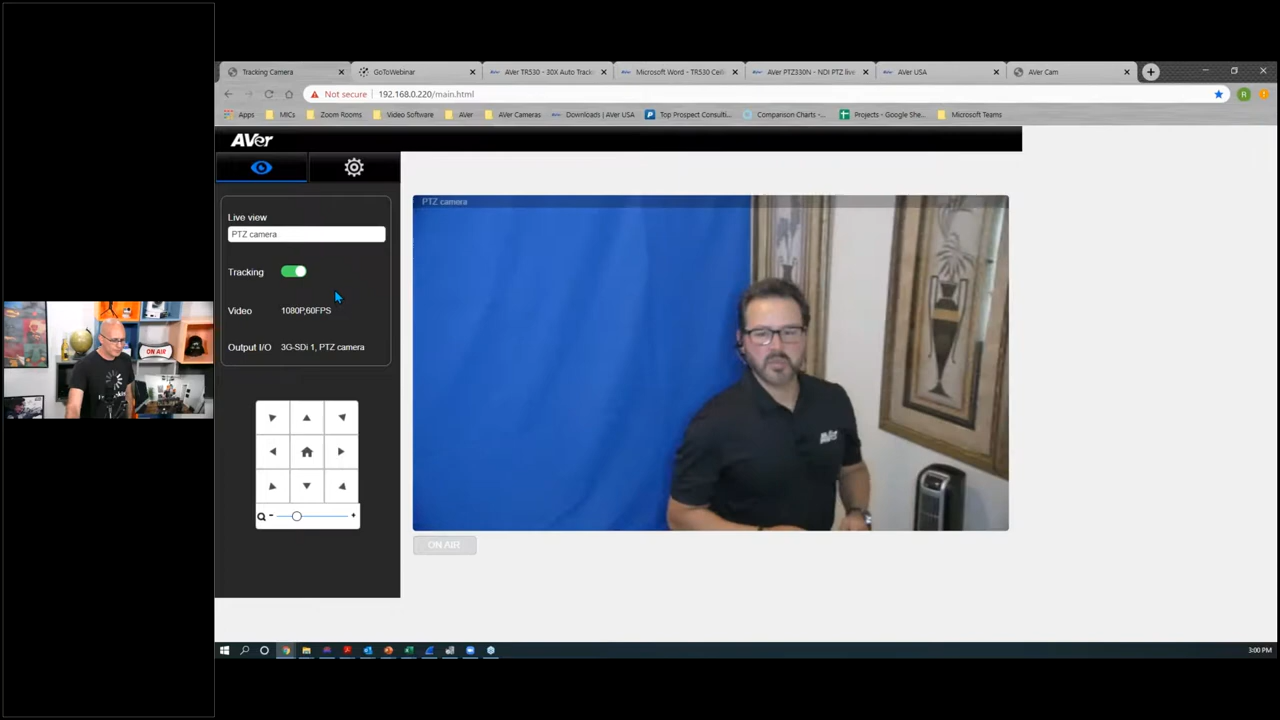 Tracking Camera
GoToWebinar
AVer TR530 - 30X Auto Track
Microsoft Word - TR530 Ceili
AVer PTZ330N - NDI PTZ live
AVer USA
AVer Cam
Not secure 192.168.0.220/main.html
R
Apps MICs Zoom Rooms Video Software AVer AVer Cameras Downloads | AVer USA Top Prospect Consulti... Comparison Charts -... Projects - Google She... Microsoft Teams
AVer
Live view
PTZ camera
Tracking
Video 1080P,60FPS
Output I/O 3G-SDi 1, PTZ camera
PTZ camera
AVer
ON AIR
ON AIR
3:00 PM